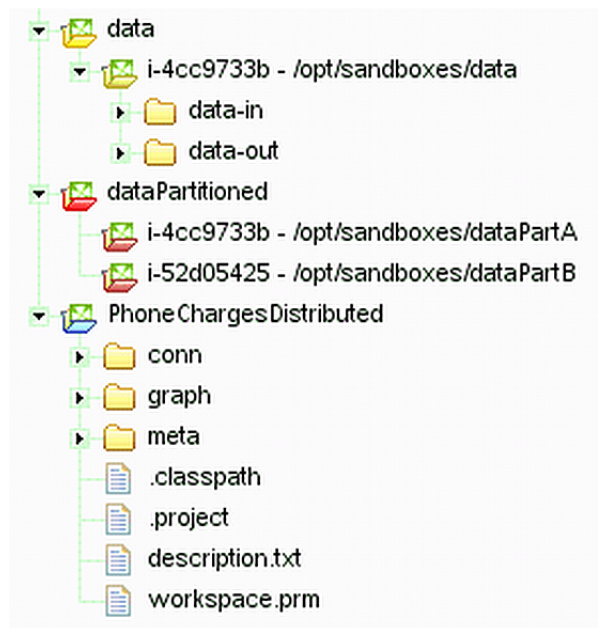 data
i-4cc9733b - /opt/sandboxes/data
data-in
data-out
dataPartitioned
i-4cc9733b - /opt/sandboxes/dataPartA
i-52d05425 - /opt/sandboxes/dataPartB
PhoneChargesDistributed
conn
graph
meta
.classpath
.project
description.txt
workspace.prm